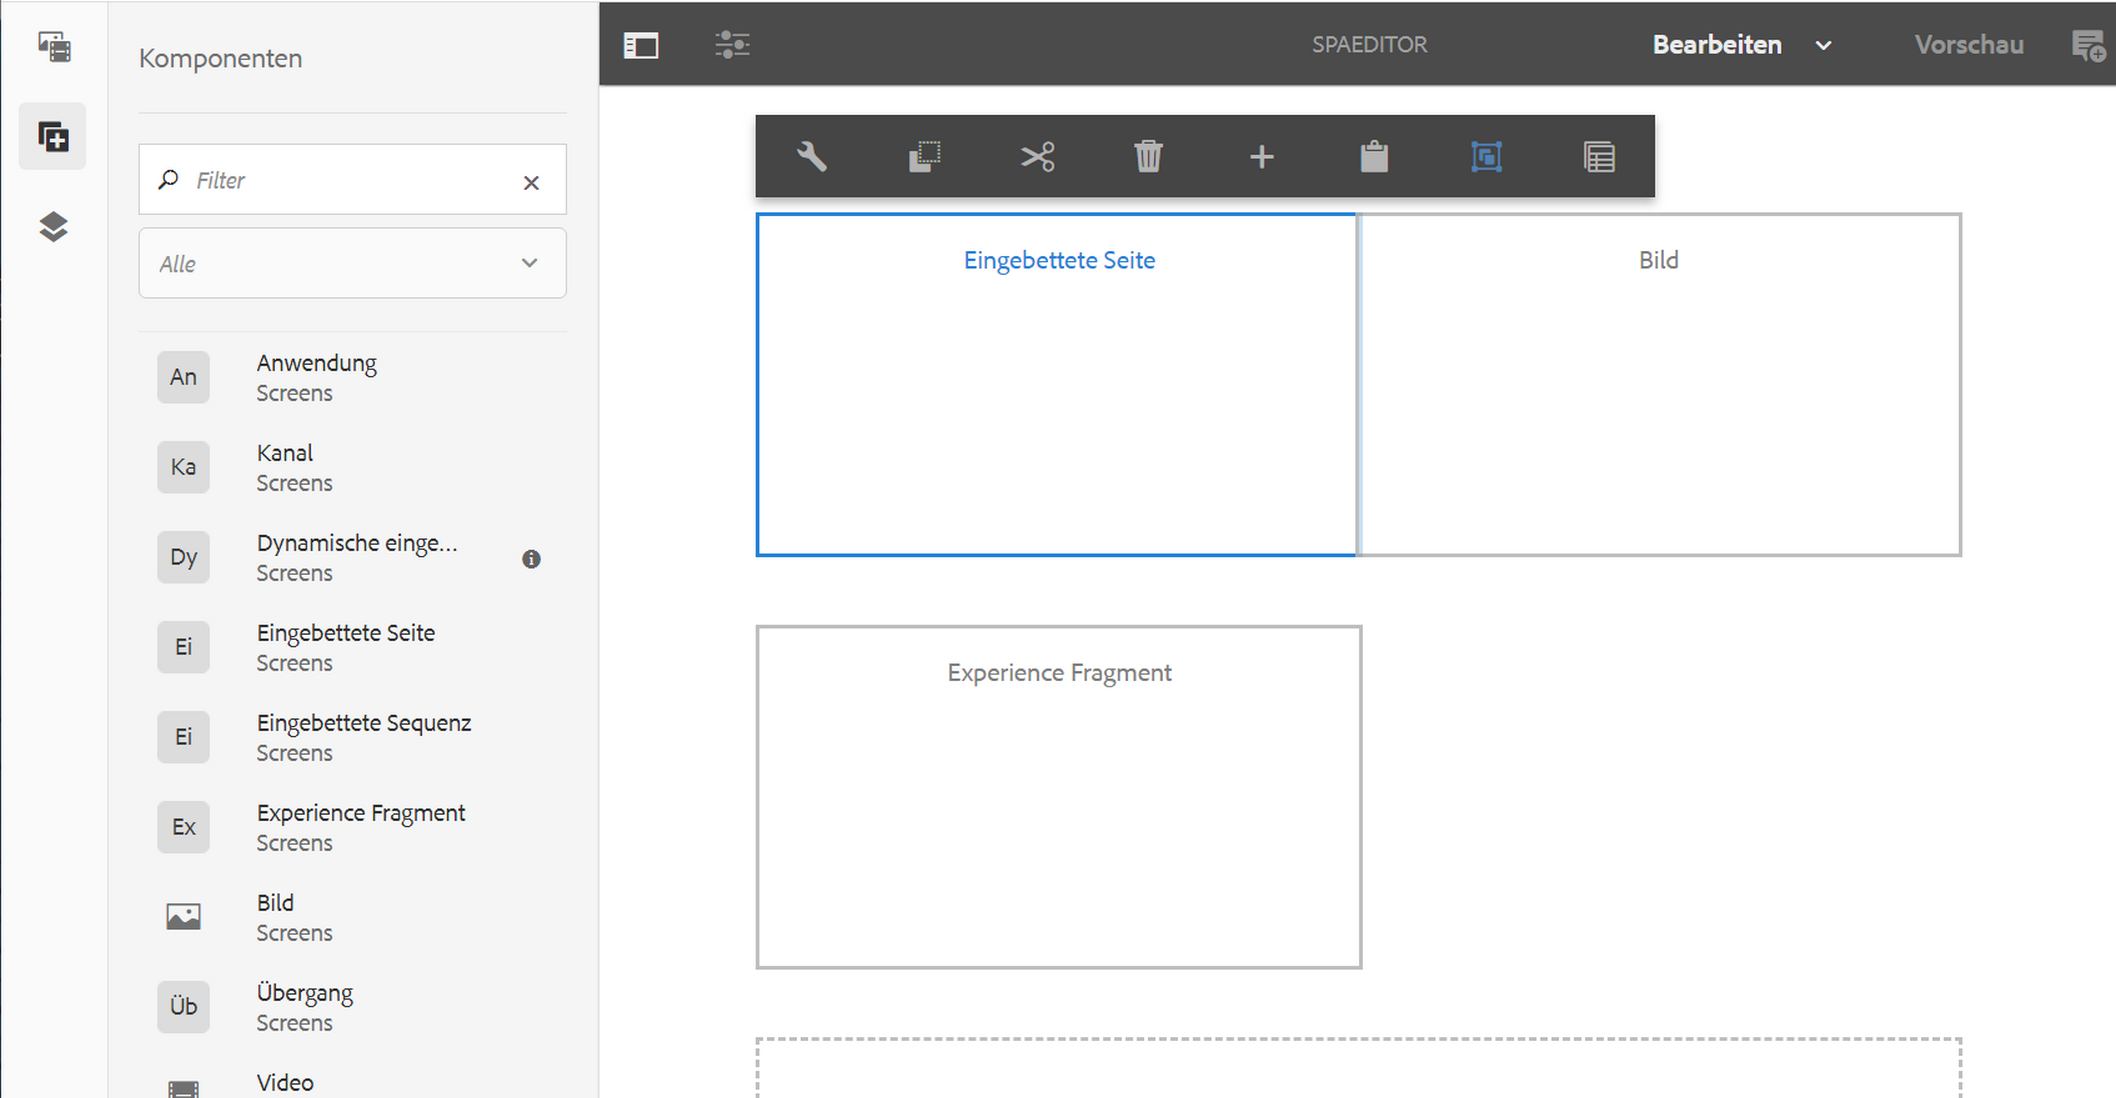 Komponenten
SPAEDITOR
Bearbeiten
Vorschau
Filter
Alle
An
Anwendung
Screens
Ka
Kanal
Screens
Dy
Dynamische einge...
Screens
Ei
Eingebettete Seite
Screens
Ei
Eingebettete Sequenz
Screens
Ex
Experience Fragment
Screens
Bild
Screens
Üb
Übergang
Screens
Video
Eingebettete Seite
Bild
Experience Fragment